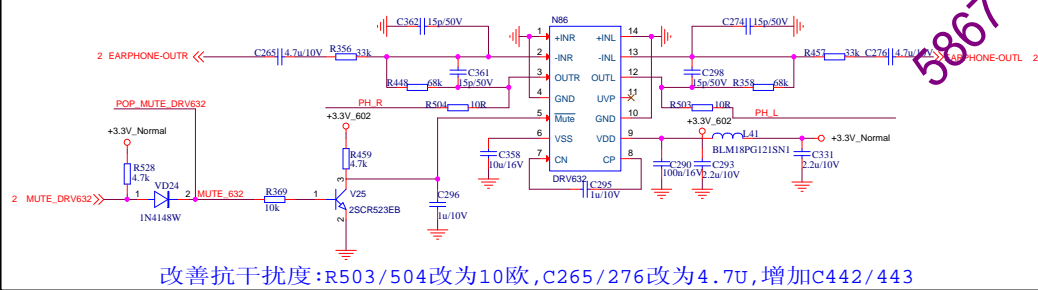 C362 15p/50V
N86
C274 15p/50V
1 +INR +INL 14
2 EARPHONE-OUTR
C265 4.7u/10V R356 33k
2 -INR -INL 13
R457 33k C276 4.7u/10V
EARPHONE-OUTL 2
5867
C361
15p/50V
R448 68k
3 OUTR OUTL 12
C298
15p/50V
R358 68k
4 GND UVP 11
PH_R
R504 10R
R503 10R
PH_L
POP_MUTE_DRV632
+3.3V_602
5 Mute GND 10
+3.3V_602
+3.3V_Normal
6 VSS VDD 9
L41
BLM18PG121SN1
+3.3V_Normal
R528
4.7k
R459
4.7k
C358
10u/16V
7 CN CP 8
C290
100n/16V
C293
2.2u/10V
C331
2.2u/10V
DRV632
C295
1u/10V
2 MUTE_DRV632
1 VD24 2
1N4148W
MUTE_632
R369
10k
1
3
2
V25
2SCR523EB
C296
1u/10V
改善抗干扰度:R503/504改为10欧,C265/276改为4.7U,增加C442/443